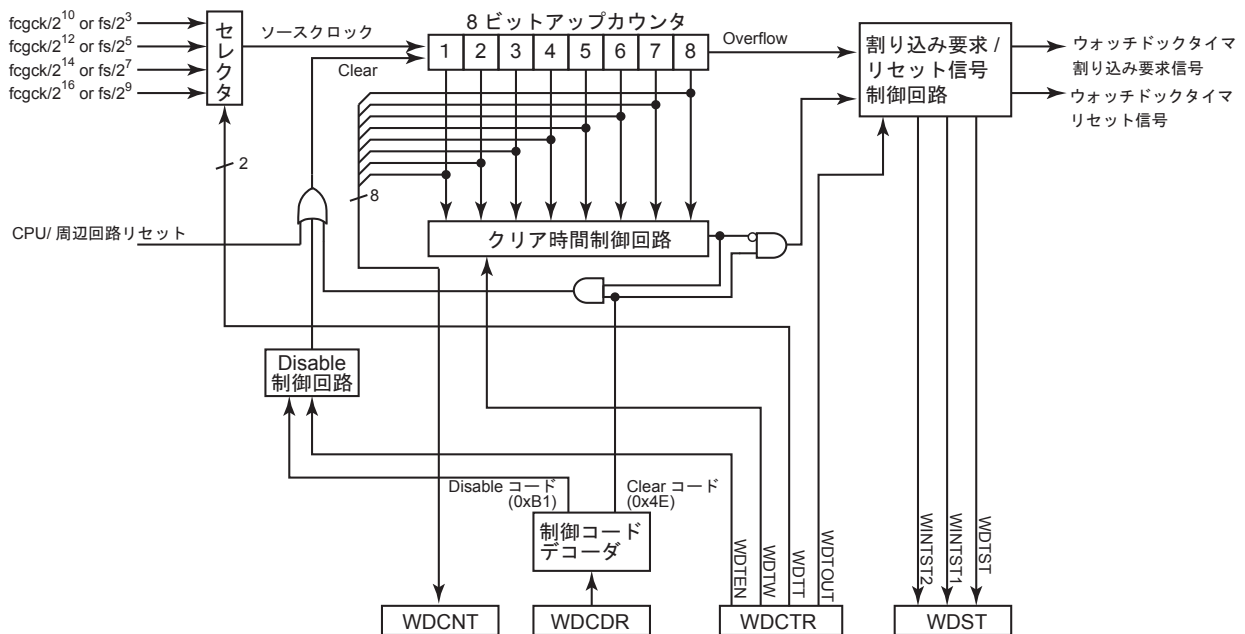 fcgck/2^10 or fs/2^3
fcgck/2^12 or fs/2^5
fcgck/2^14 or fs/2^7
fcgck/2^16 or fs/2^9
セレクタ
ソースクロック
Clear
8 ビットアップカウンタ
1 2 3 4 5 6 7 8
Overflow
割り込み要求 /
リセット信号
制御回路
ウォッチドックタイマ
割り込み要求信号
ウォッチドックタイマ
リセット信号
2
8
CPU/ 周辺回路リセット
クリア時間制御回路
Disable
制御回路
Disable コード
(0xB1)
Clear コード
(0x4E)
制御コード
デコーダ
WDTEN
WDTW
WDTT
WDTOUT
WINTST2
WINTST1
WDTST
WDCNT
WDCDR
WDCTR
WDST